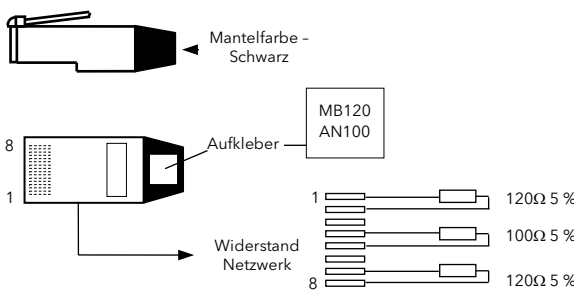 Mantelfarbe –
Schwarz
MB120
AN100
8
Aufkleber
1
1
120Ω 5 %
100Ω 5 %
Widerstand
Netzwerk
8
120Ω 5 %